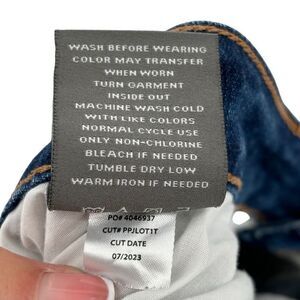 WASH BEFORE WEARING
COLOR MAY TRANSFER
WHEN WORN
TURN GARMENT
INSIDE OUT
MACHINE WASH COLD
WITH LIKE COLORS
NORMAL CYCLE USE
ONLY NON-CHLORINE
BLEACH IF NEEDED
TUMBLE DRY LOW
WARM IRON IF NEEDED
PO# 4046937
CUT# PPJLOT1T
CUT DATE
07/2023